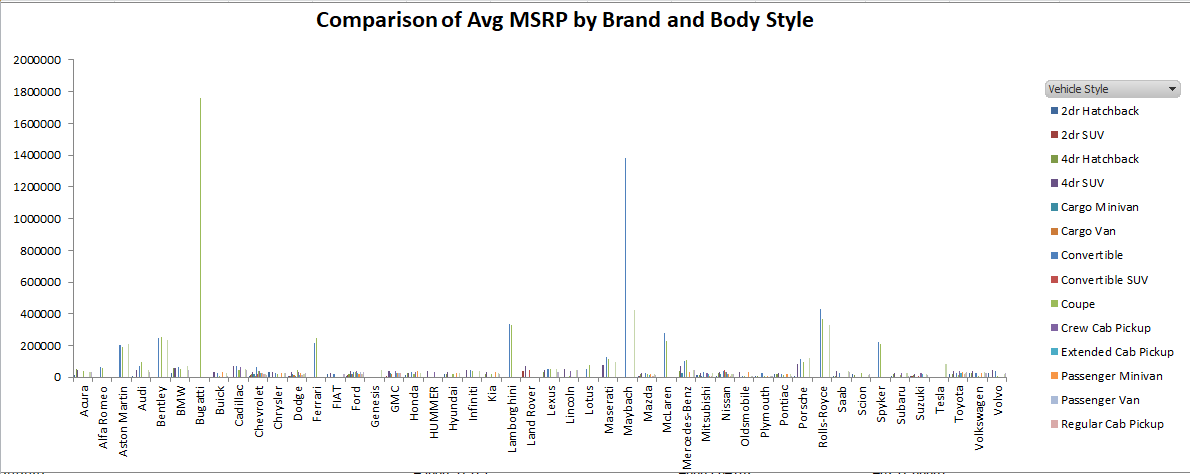 Comparison of Avg MSRP by Brand and Body Style
2000000
1800000
1600000
1400000
1200000
1000000
800000
600000
400000
200000
0
Acura
Alfa Romeo
Aston Martin
Audi
Bentley
BMW
Bugatti
Buick
Cadillac
Chevrolet
Chrysler
Dodge
Ferrari
FIAT
Ford
Genesis
GMC
Honda
HUMMER
Hyundai
Infiniti
Kia
Lamborghini
Land Rover
Lexus
Lincoln
Lotus
Maserati
Maybach
Mazda
McLaren
Mercedes-Benz
Mitsubishi
Nissan
Oldsmobile
Plymouth
Pontiac
Porsche
Rolls-Royce
Saab
Scion
Spyker
Subaru
Suzuki
Tesla
Toyota
Volkswagen
Volvo
Vehicle Style
2dr Hatchback
2dr SUV
4dr Hatchback
4dr SUV
Cargo Minivan
Cargo Van
Convertible
Convertible SUV
Coupe
Crew Cab Pickup
Extended Cab Pickup
Passenger Minivan
Passenger Van
Regular Cab Pickup